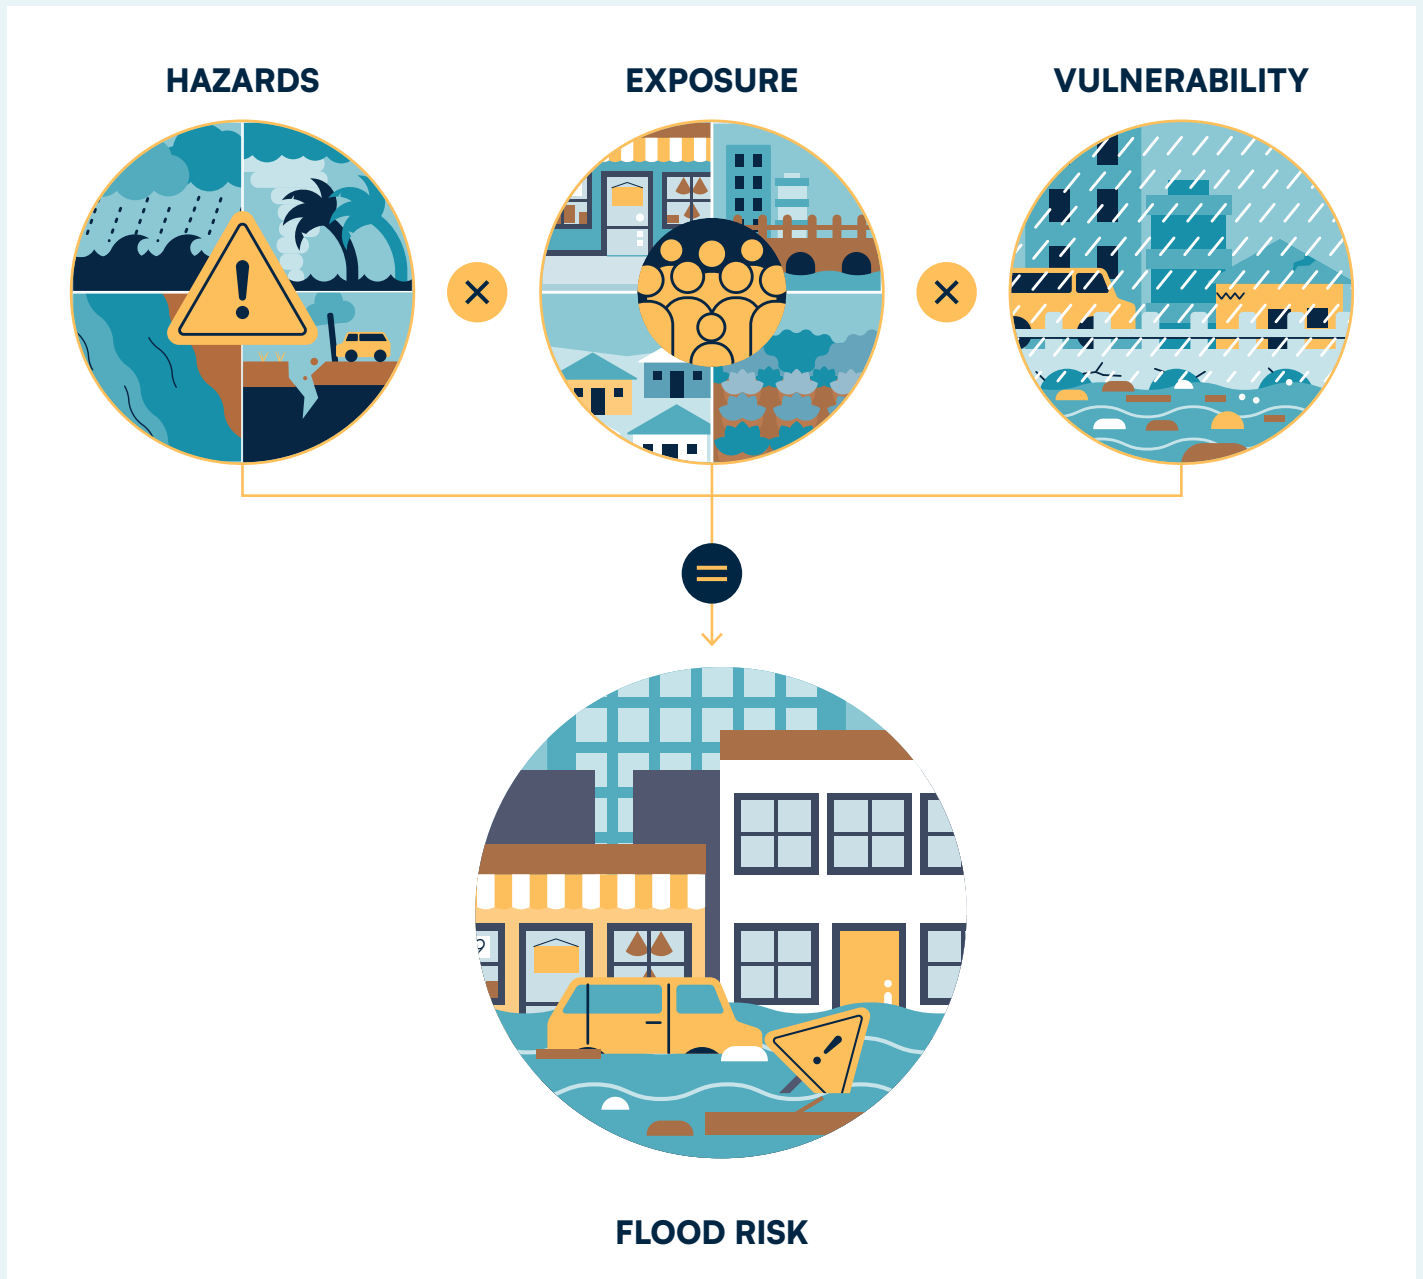 HAZARDS
EXPOSURE
VULNERABILITY
×
×
=
FLOOD RISK